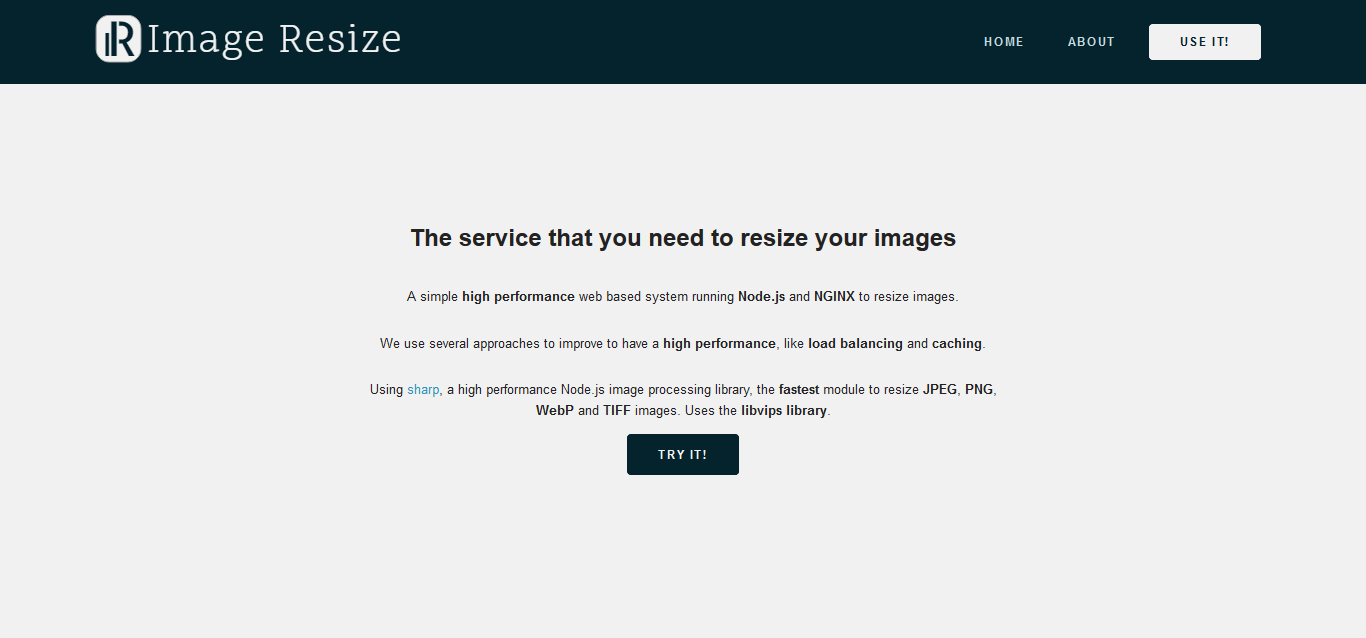 IR Image Resize
HOME
ABOUT
USE IT!
The service that you need to resize your images
A simple high performance web based system running Node.js and NGINX to resize images.
We use several approaches to improve to have a high performance, like load balancing and caching.
Using sharp, a high performance Node.js image processing library, the fastest module to resize JPEG, PNG,
WebP and TIFF images. Uses the libvips library.
TRY IT!